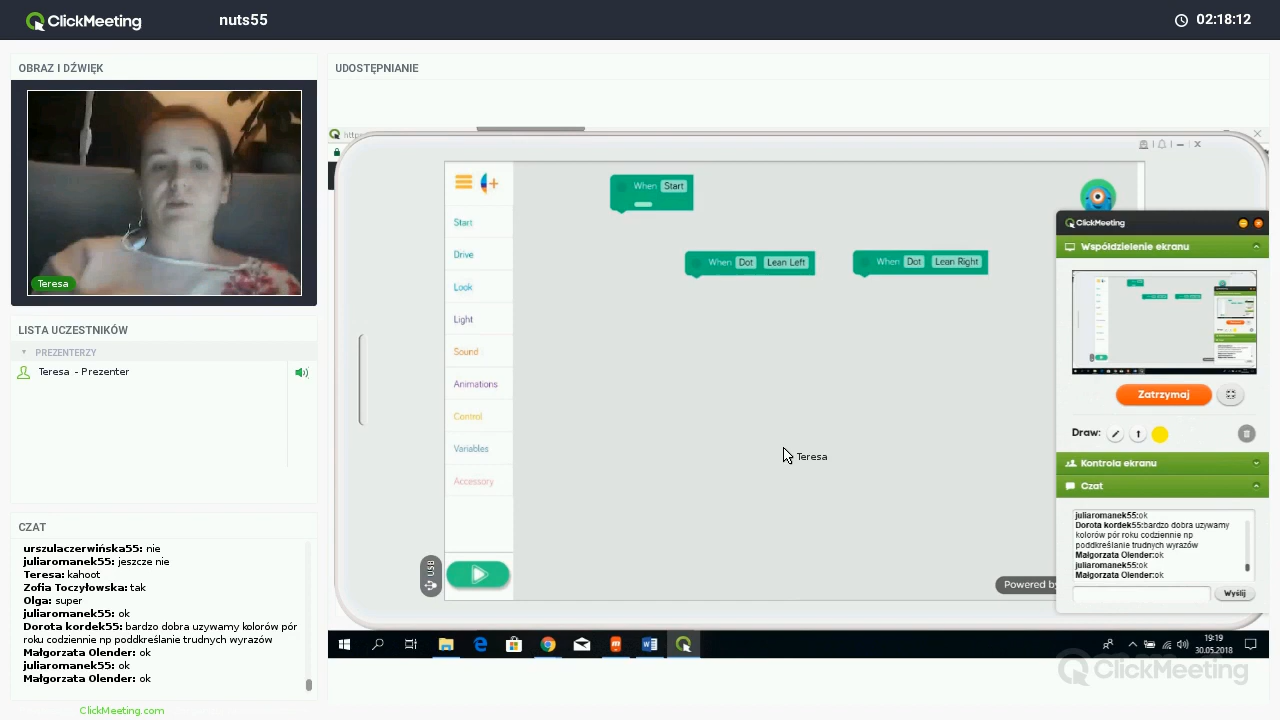 ClickMeeting
nuts55
02:18:12
OBRAZ I DŹWIĘK
Teresa
LISTA UCZESTNIKÓW
PREZENTERZY
Teresa - Prezenter
CZAT
urszulaczerwińska55: nie
juliaromanek55: jeszcze nie
Teresa: kahoot
Zofia Toczyłowska: tak
Olga: super
juliaromanek55: ok
Dorota kordek55: bardzo dobra uzywamy kolorów pór
roku codziennie np poddkreślanie trudnych wyrazów
Małgorzata Olender: ok
juliaromanek55: ok
Małgorzata Olender: ok
ClickMeeting.com
UDOSTĘPNIANIE
When Start
When Dot Lean Left
When Dot Lean Right
Start
Drive
Look
Light
Sound
Animations
Control
Variables
Accessory
Teresa
USB
Powered by
ClickMeeting
Współdzielenie ekranu
Zatrzymaj
Draw:
Kontrola ekranu
Czat
juliaromanek55:ok
Dorota kordek55:bardzo dobra uzywamy
kolorów pór roku codziennie np
poddkreślanie trudnych wyrazów
Małgorzata Olender:ok
juliaromanek55:ok
Małgorzata Olender:ok
Wyślij
19:19
30.05.2018
ClickMeeting